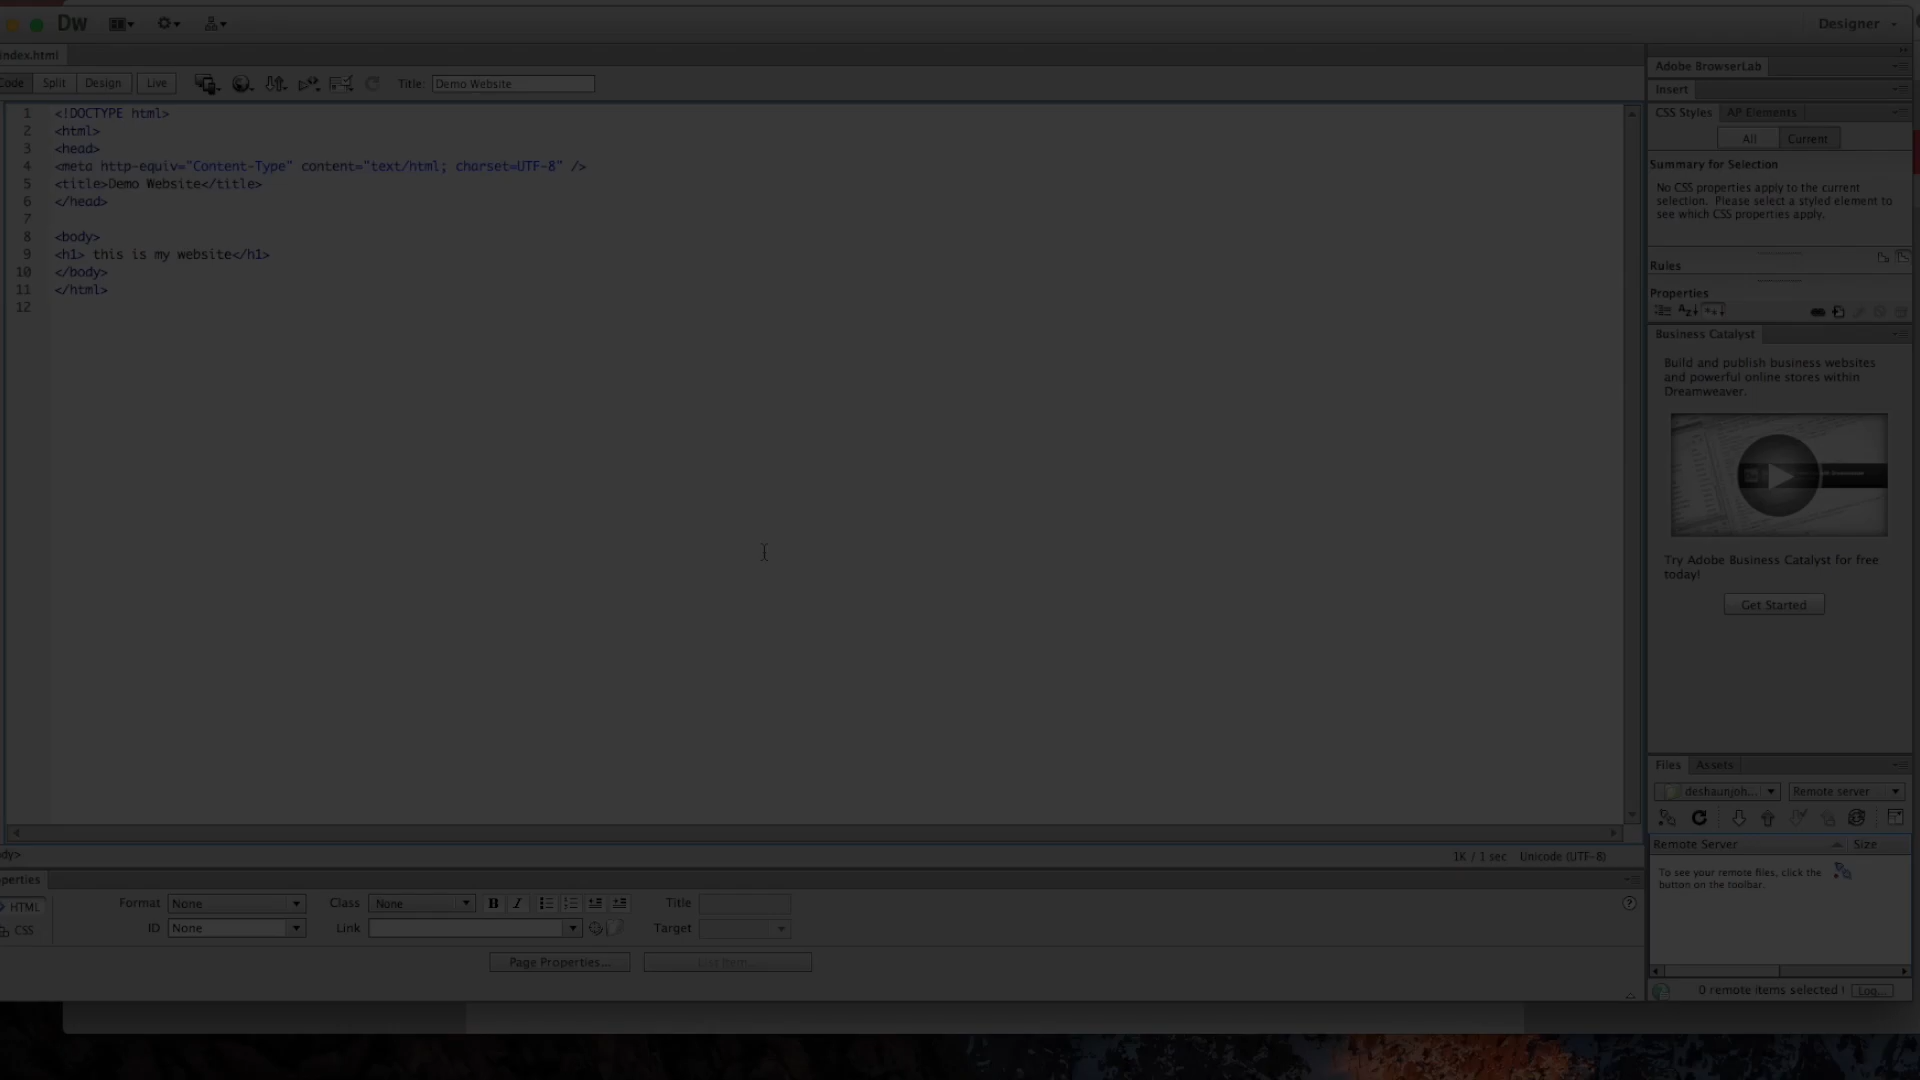 Dw
Designer
index.html
Code Split Design Live Title: Demo Website
1 <!DOCTYPE html>
2 <html>
3 <head>
4 <meta http-equiv="Content-Type" content="text/html; charset=UTF-8" />
5 <title>Demo Website</title>
6 </head>
7
8 <body>
9 <h1> this is my website</h1>
10 </body>
11 </html>
12
ody>
1K / 1 sec Unicode (UTF-8)
perties
HTML
CSS
Format None Class None B I Title
ID None Link Target
Page Properties... List Item...
?
Adobe BrowserLab
Insert
CSS Styles AP Elements
All Current
Summary for Selection
No CSS properties apply to the current
selection. Please select a styled element to
see which CSS properties apply.
Rules
Properties
Business Catalyst
Build and publish business websites
and powerful online stores within
Dreamweaver.
Try Adobe Business Catalyst for free
today!
Get Started
Files Assets
deshaunjoh... Remote server
Remote Server Size
To see your remote files, click the
button on the toolbar.
0 remote items selected
Log...